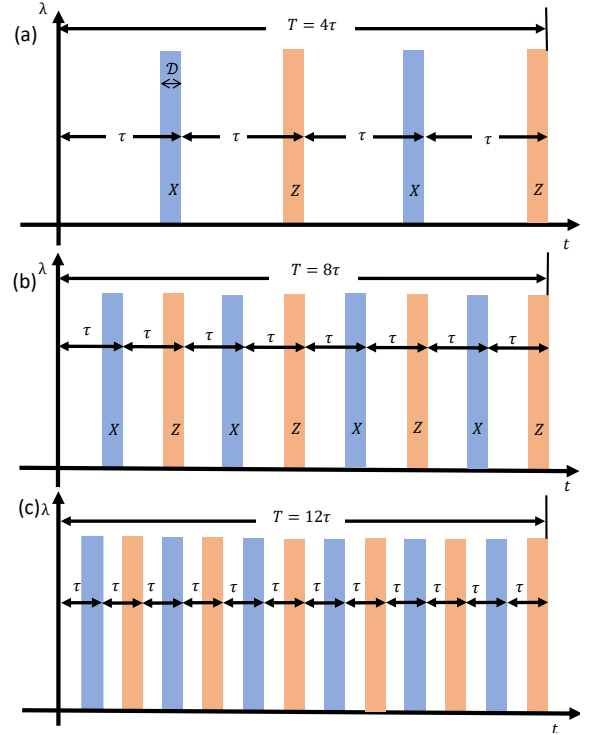 λ
(a)
T = 4τ
𝒟
τ τ τ τ
X Z X Z
t
λ
(b)
T = 8τ
τ τ τ τ τ τ τ τ
X Z X Z X Z X Z
t
(c) λ
T = 12τ
τ τ τ τ τ τ τ τ τ τ τ τ
t